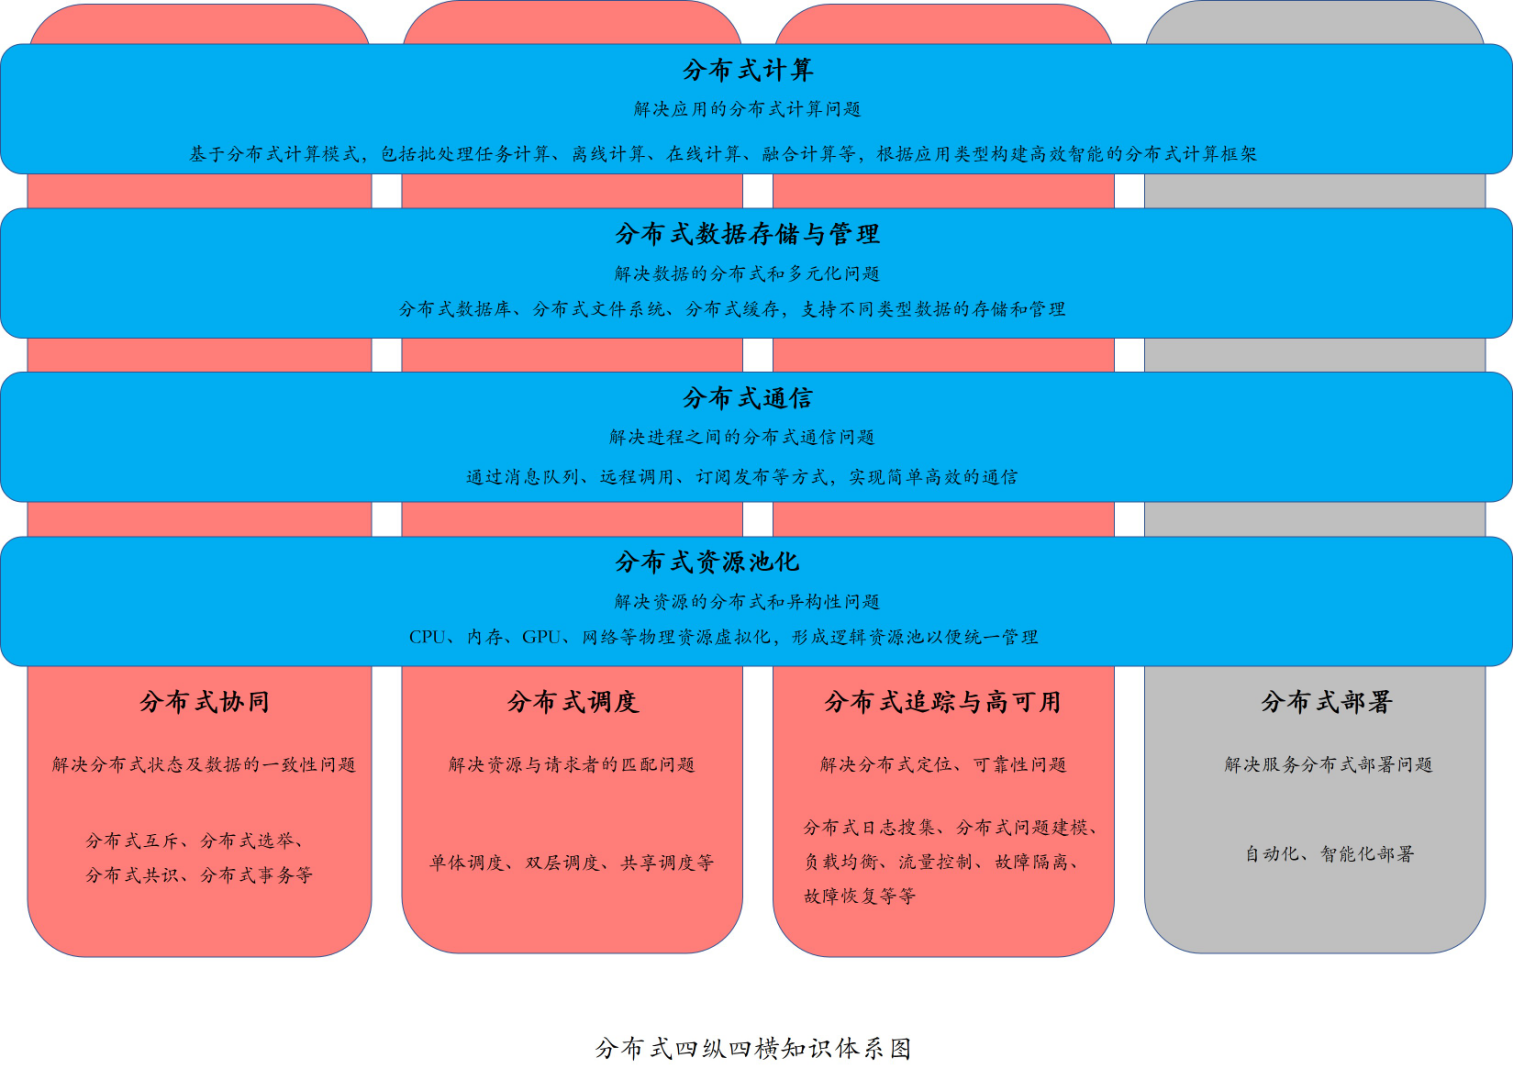 分布式计算
解决应用的分布式计算问题
基于分布式计算模式，包括批处理任务计算、离线计算、在线计算、融合计算等，根据应用类型构建高效智能的分布式计算框架
分布式数据存储与管理
解决数据的分布式和多元化问题
分布式数据库、分布式文件系统、分布式缓存，支持不同类型数据的存储和管理
分布式通信
解决进程之间的分布式通信问题
通过消息队列、远程调用、订阅发布等方式，实现简单高效的通信
分布式资源池化
解决资源的分布式和异构性问题
CPU、内存、GPU、网络等物理资源虚拟化，形成逻辑资源池以便统一管理
分布式协同
解决分布式状态及数据的一致性问题
分布式互斥、分布式选举、
分布式共识、分布式事务等
分布式调度
解决资源与请求者的匹配问题
单体调度、双层调度、共享调度等
分布式追踪与高可用
解决分布式定位、可靠性问题
分布式日志搜集、分布式问题建模、
负载均衡、流量控制、故障隔离、
故障恢复等等
分布式部署
解决服务分布式部署问题
自动化、智能化部署
分布式四纵四横知识体系图